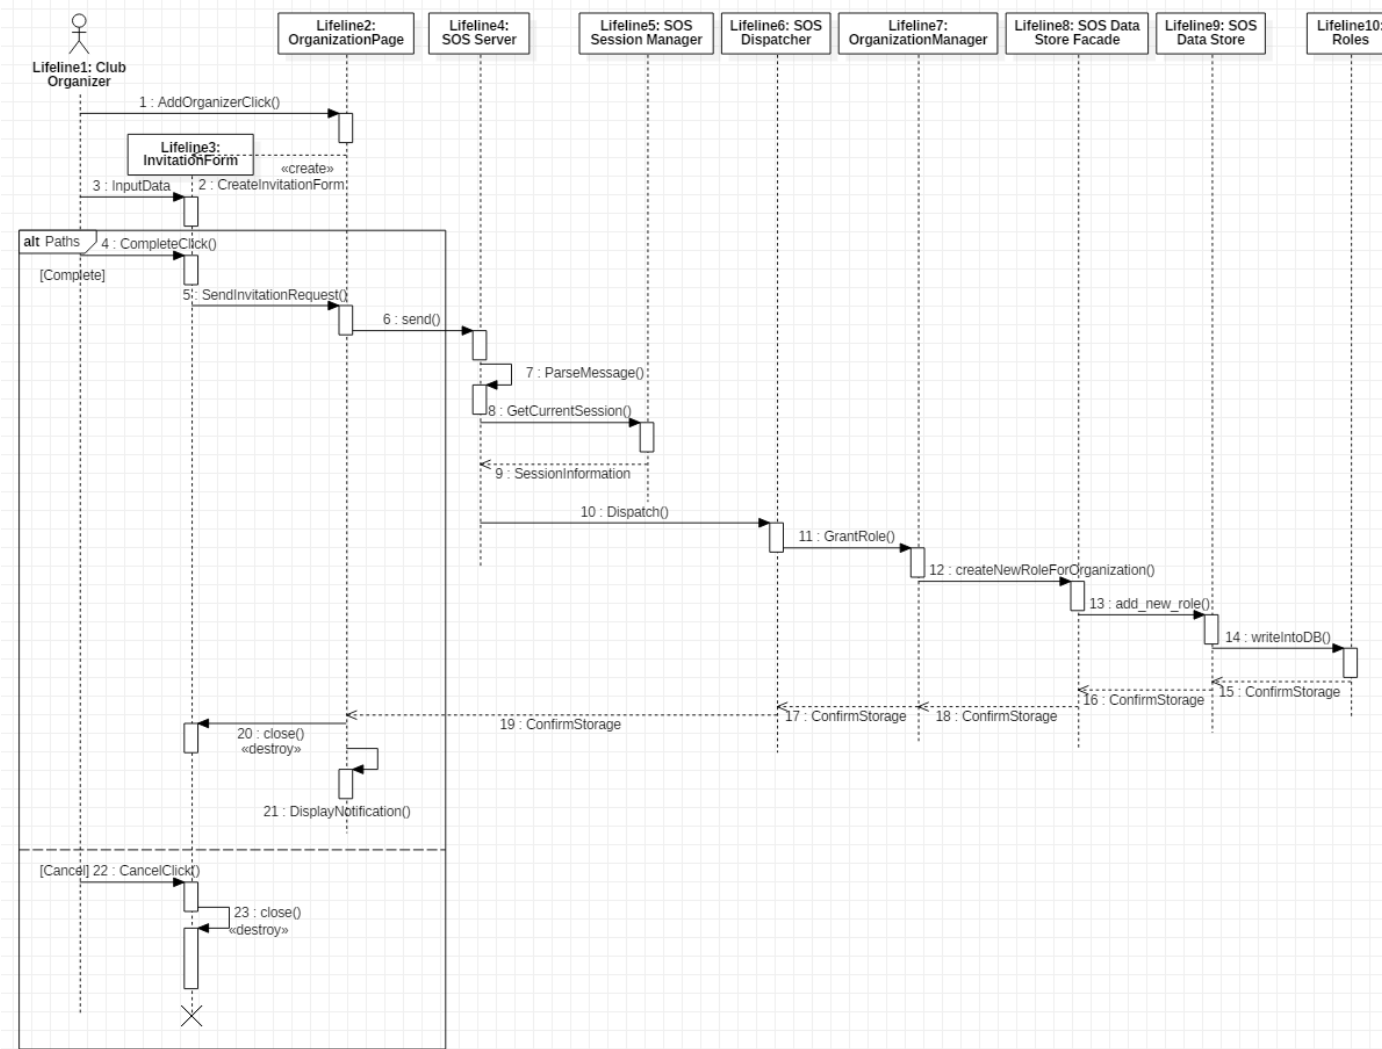 Lifeline1: Club
Organizer
Lifeline2:
OrganizationPage
Lifeline4:
SOS Server
Lifeline5: SOS
Session Manager
Lifeline6: SOS
Dispatcher
Lifeline7:
OrganizationManager
Lifeline8: SOS Data
Store Facade
Lifeline9: SOS
Data Store
Lifeline10:
Roles
1 : AddOrganizerClick()
Lifeline3:
InvitationForm
«create»
2 : CreateInvitationForm
3 : InputData
alt Paths
4 : CompleteClick()
[Complete]
5 : SendInvitationRequest()
6 : send()
7 : ParseMessage()
8 : GetCurrentSession()
9 : SessionInformation
10 : Dispatch()
11 : GrantRole()
12 : createNewRoleForOrganization()
13 : add_new_role()
14 : writeIntoDB()
15 : ConfirmStorage
16 : ConfirmStorage
17 : ConfirmStorage
18 : ConfirmStorage
19 : ConfirmStorage
20 : close()
«destroy»
21 : DisplayNotification()
[Cancel]
22 : CancelClick()
23 : close()
«destroy»